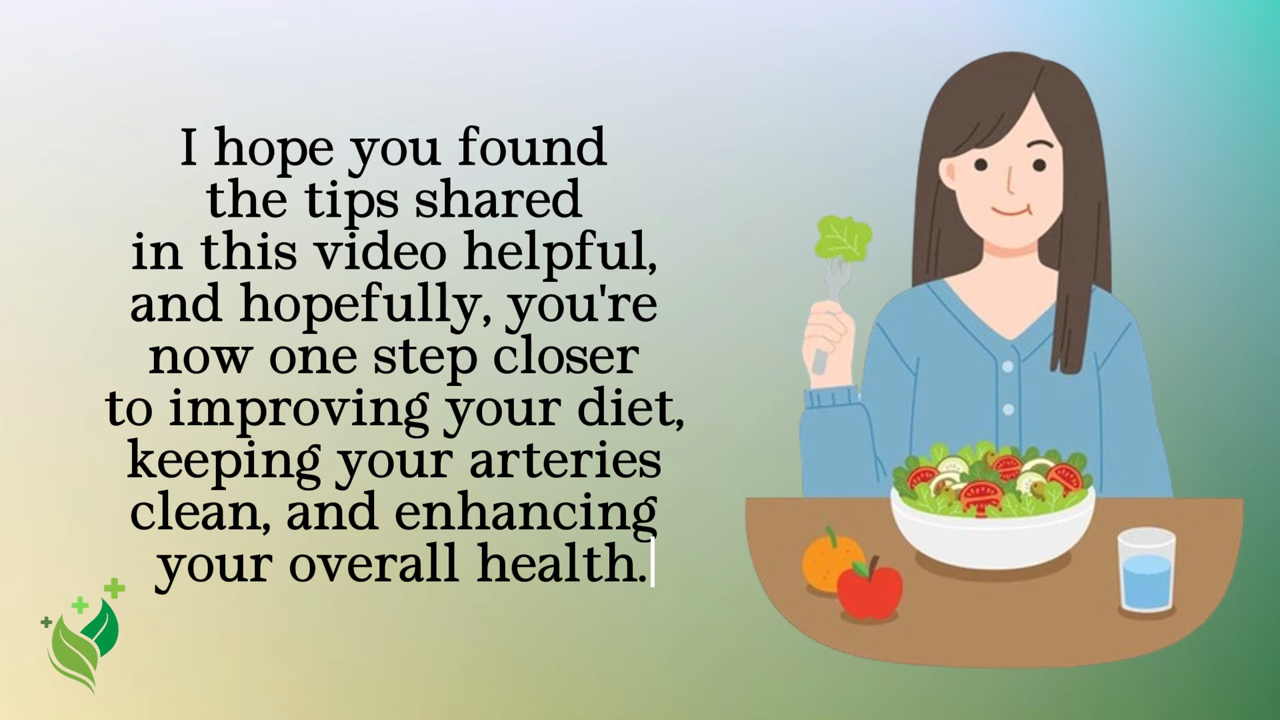 I hope you found
the tips shared
in this video helpful,
and hopefully, you're
now one step closer
to improving your diet,
keeping your arteries
clean, and enhancing
your overall health.